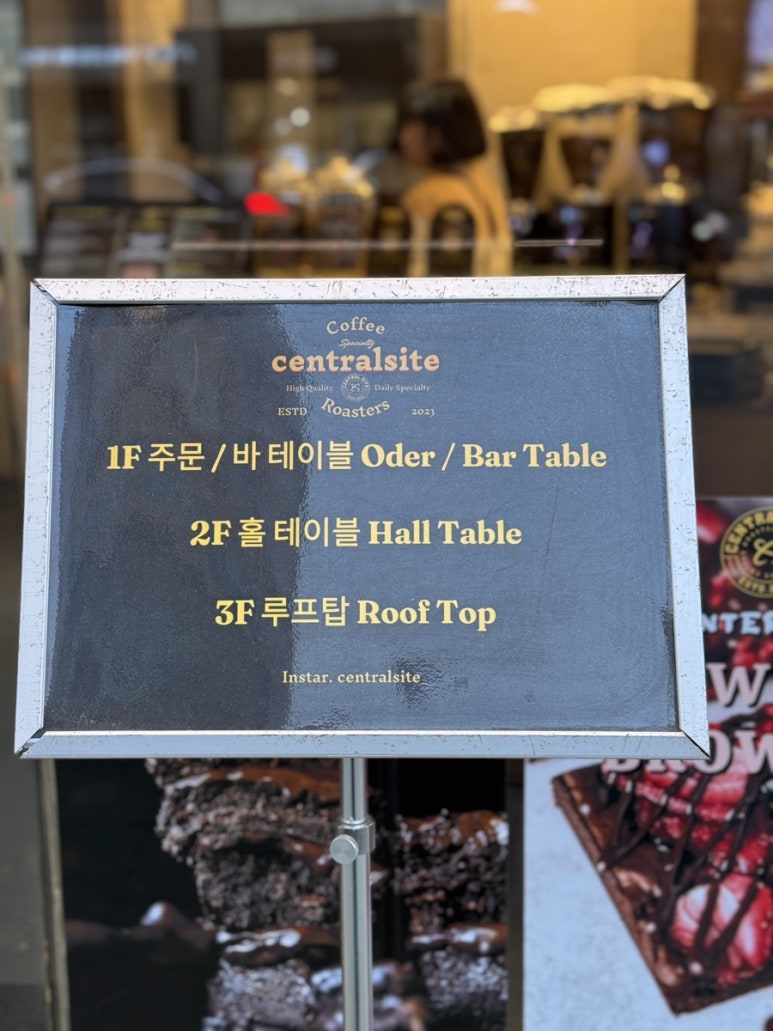 Coffee
Specialty
centralsite
High Quality Daily Specialty
ESTD Roasters 2023
1F 주문 / 바 테이블 Oder / Bar Table
2F 홀 테이블 Hall Table
3F 루프탑 Roof Top
Instar. centralsite_